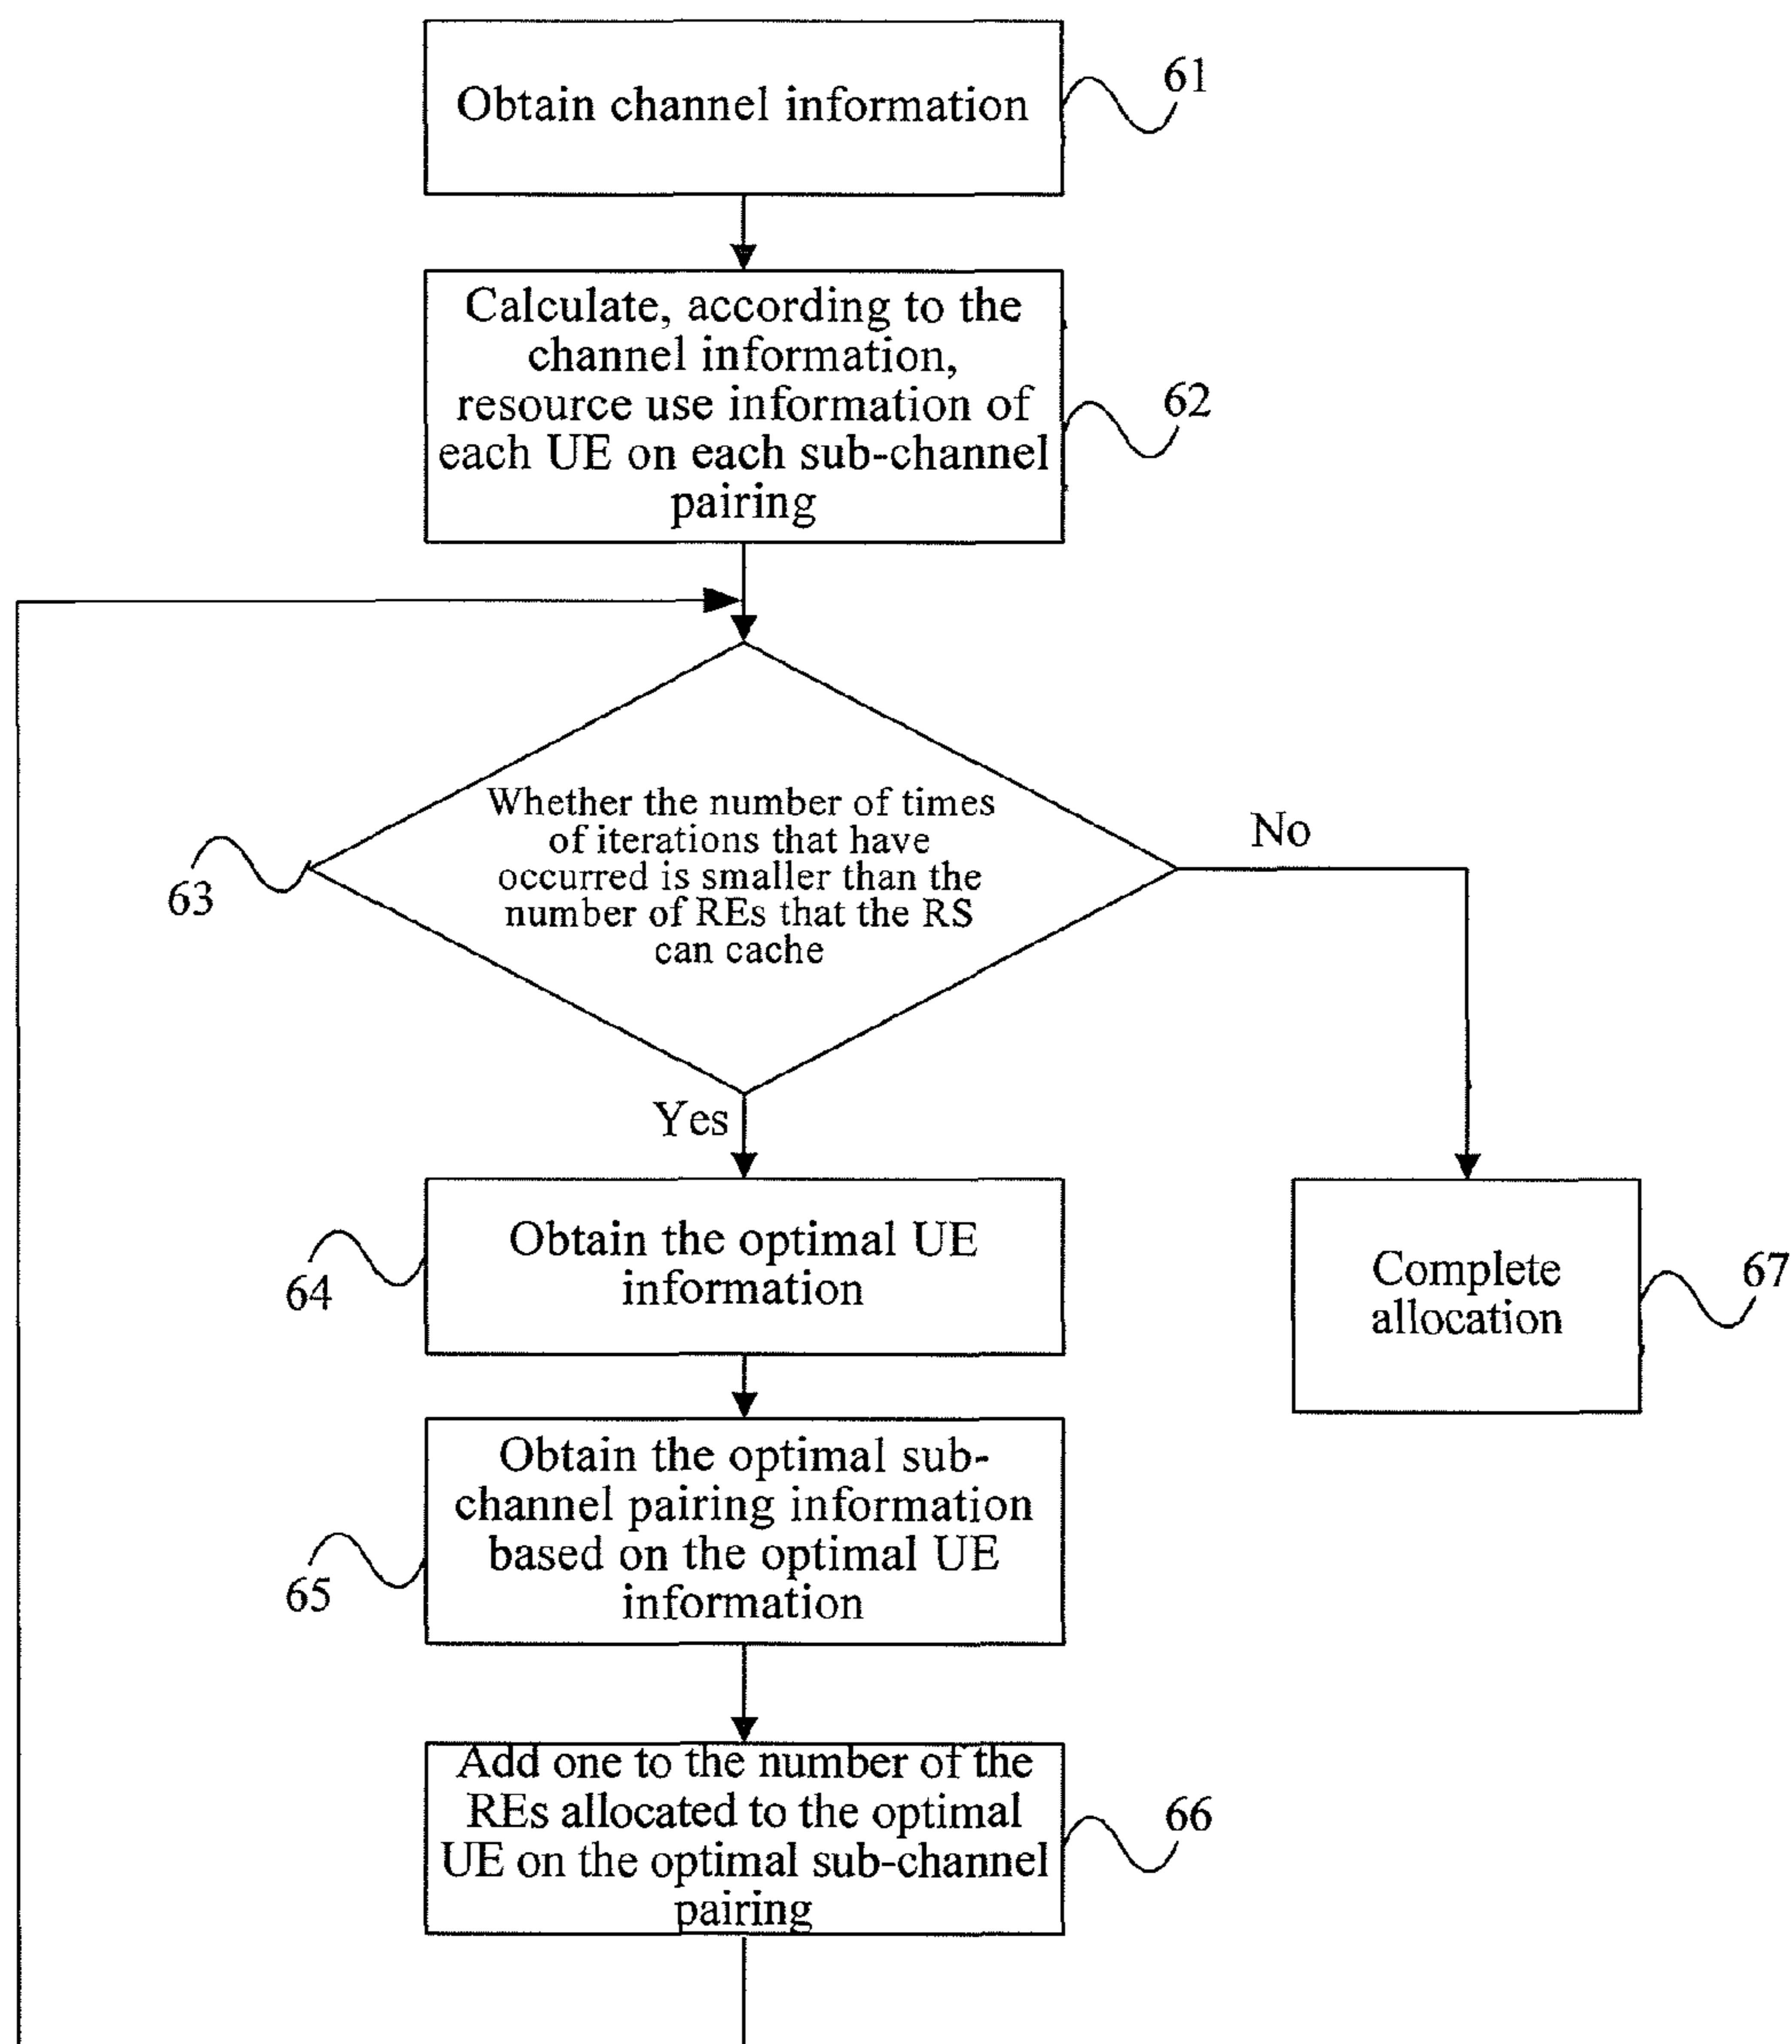 Obtain channel information
61
Calculate, according to the
channel information,
resource use information of
each UE on each sub-channel
pairing
62
Whether the number of times
of iterations that have
occurred is smaller than the
number of REs that the RS
can cache
63
No
Yes
Obtain the optimal UE
information
64
Complete
allocation
67
Obtain the optimal sub-
channel pairing information
based on the optimal UE
information
65
Add one to the number of the
REs allocated to the optimal
UE on the optimal sub-channel
pairing
66